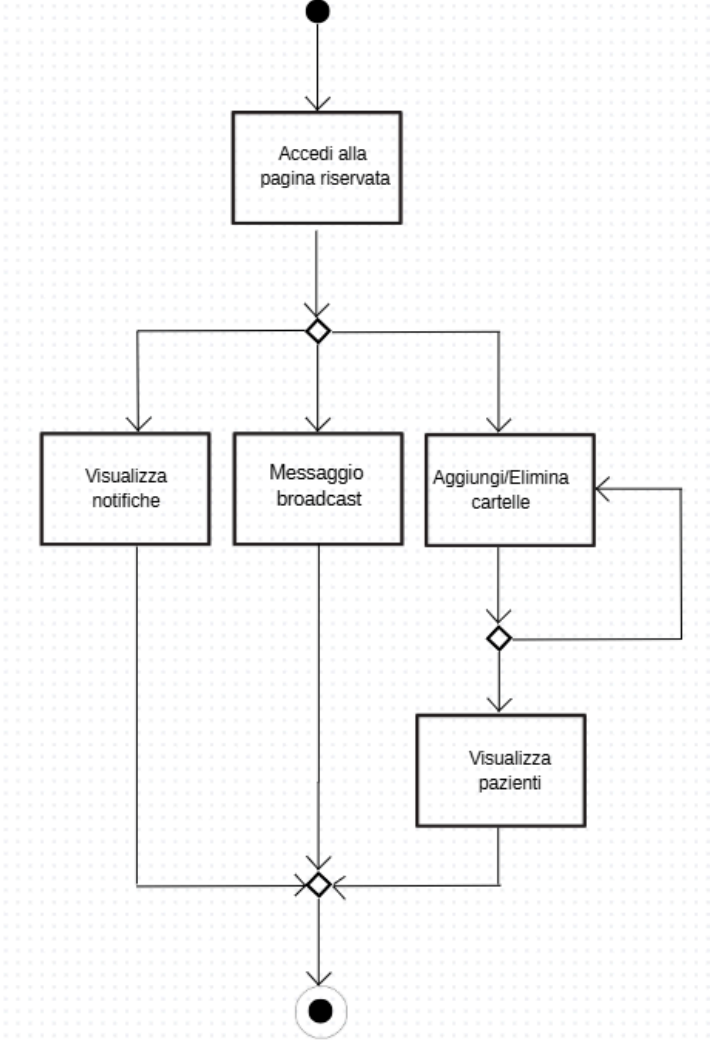 Accedi alla
pagina riservata
Visualizza
notifiche
Messaggio
broadcast
Aggiungi/Elimina
cartelle
Visualizza
pazienti